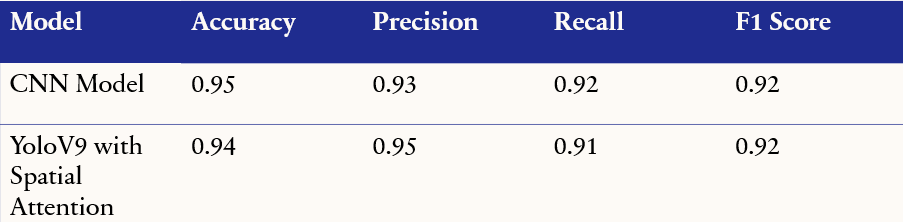 Model Accuracy Precision Recall F1 Score
CNN Model 0.95 0.93 0.92 0.92
YoloV9 with 0.94 0.95 0.91 0.92
Spatial
Attention